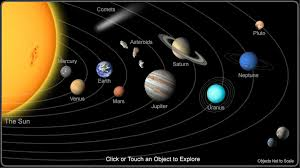 Comets
Pluto
Asteroids
Saturn
Mercury
Neptune
Earth
Venus
Mars
Jupiter
Uranus
The Sun
Click or Touch an Object to Explore
Objects Not to Scale